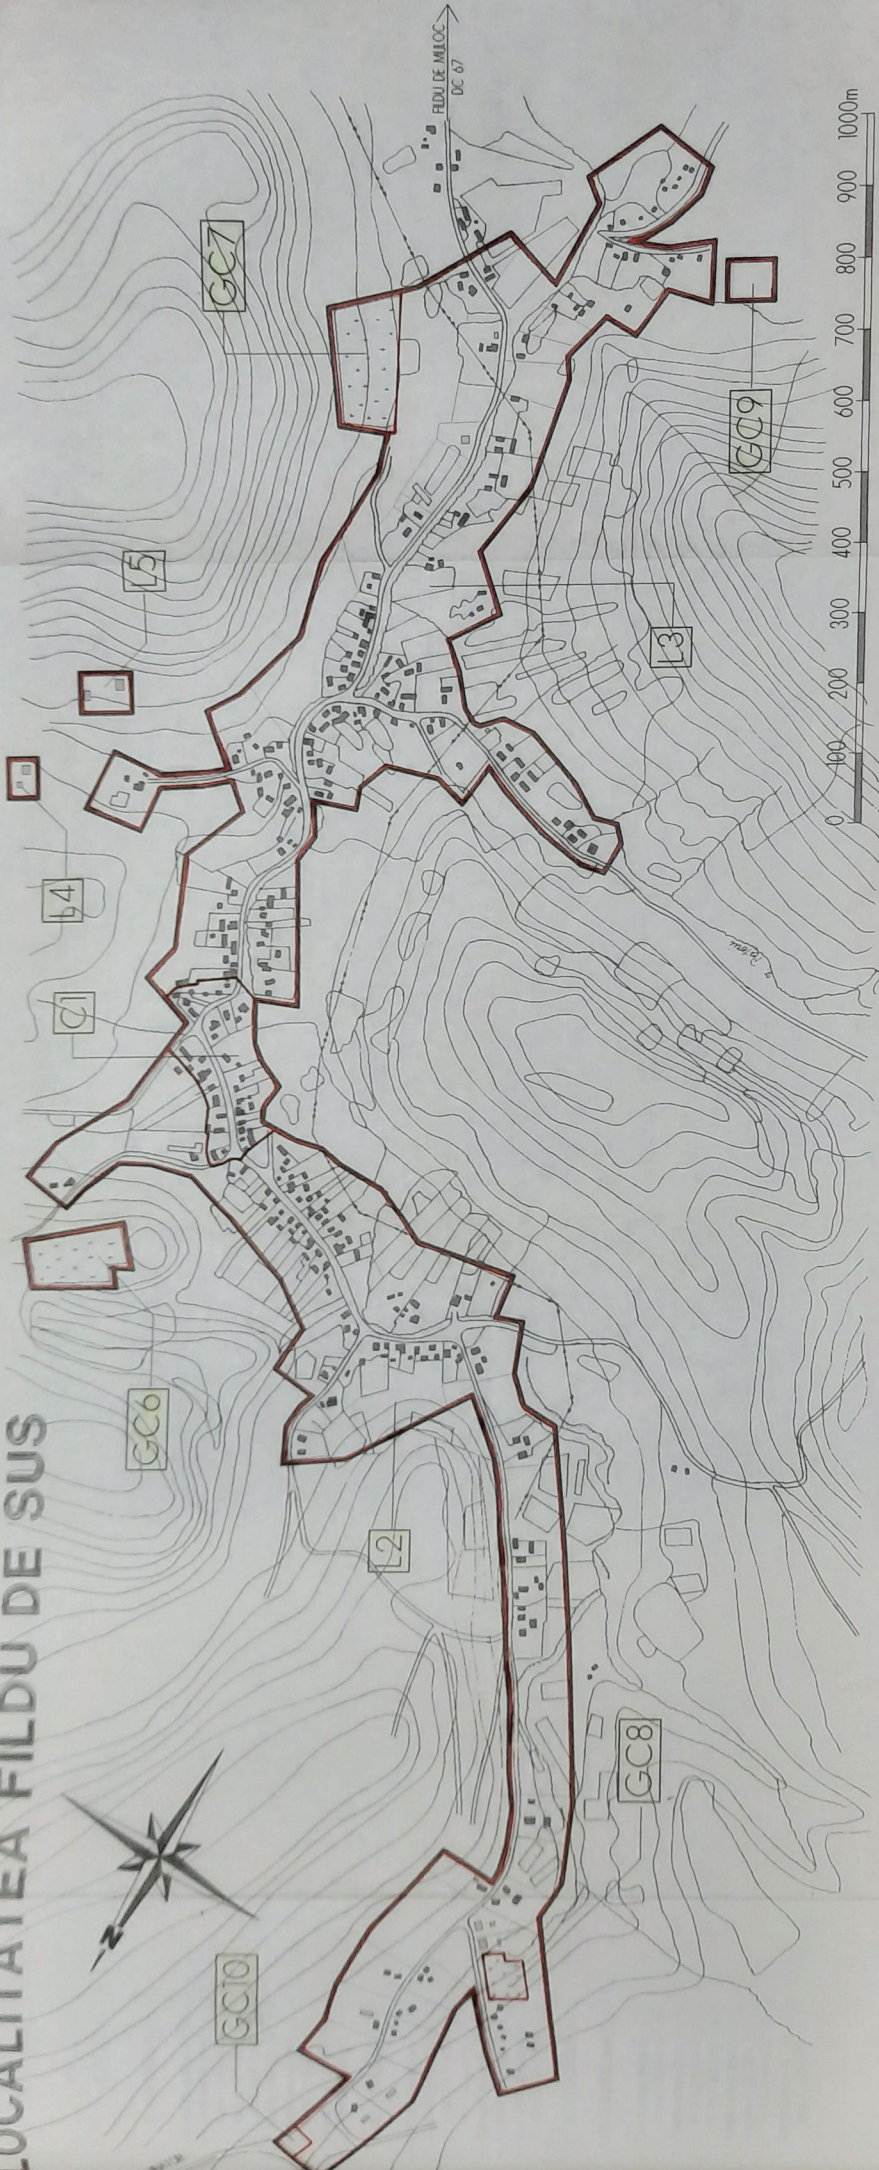 LOCALITATEA FILDU DE SUS
N
FILDU DE MIJLOC
DC 67
GC7
L5
L4
C1
GC6
GC10
L2
GC8
L3
GC9
0 100 200 300 400 500 600 700 800 900 1000m